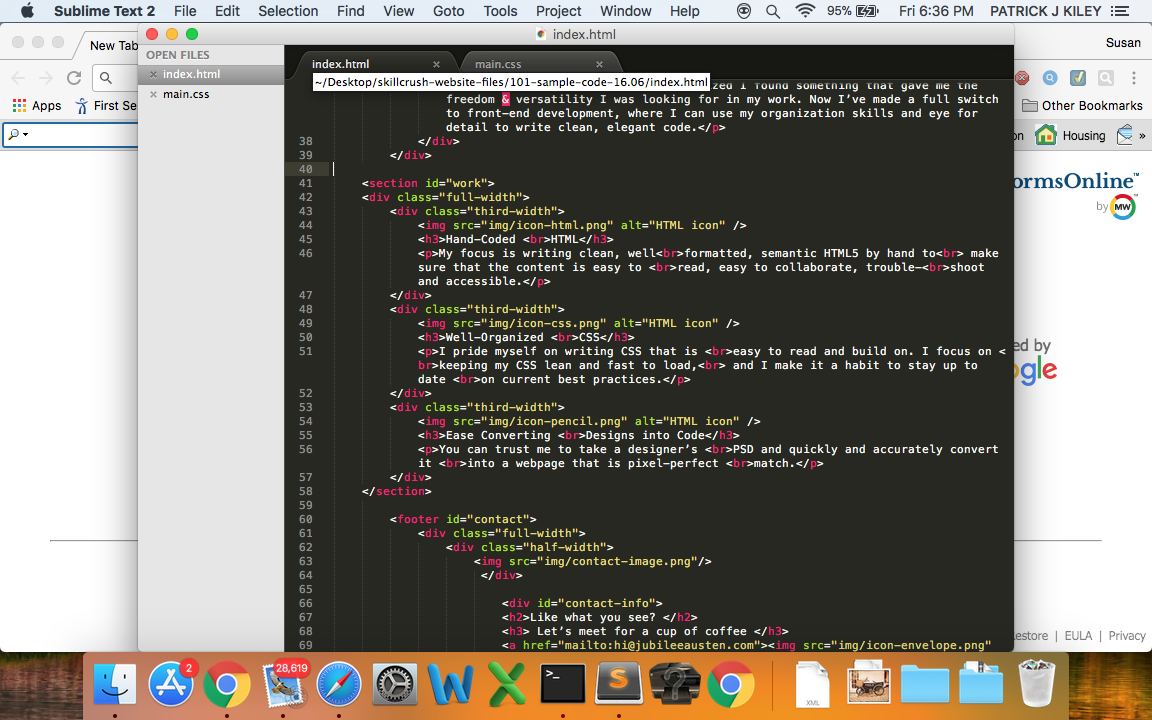 Sublime Text 2 File Edit Selection Find View Goto Tools Project Window Help 95% Fri 6:36 PM PATRICK J KILEY
index.html
New Tab
Susan
OPEN FILES
index.html
main.css
index.html
main.css
~/Desktop/skillcrush-website-files/101-sample-code-16.06/index.html
Apps
First Se
Other Bookmarks
Housing
»
I found something that gave me the
freedom & versatility I was looking for in my work. Now I've made a full switch
to front-end development, where I can use my organization skills and eye for
detail to write clean, elegant code.</p>
38 </div>
39 </div>
40
41 <section id="work">
42 <div class="full-width">
43 <div class="third-width">
44 <img src="img/icon-html.png" alt="HTML icon" />
45 <h3>Hand-Coded <br>HTML</h3>
46 <p>My focus is writing clean, well<br>formatted, semantic HTML5 by hand to<br> make
sure that the content is easy to <br>read, easy to collaborate, trouble-<br>shoot
and accessible.</p>
47 </div>
48 <div class="third-width">
49 <img src="img/icon-css.png" alt="HTML icon" />
50 <h3>Well-Organized <br>CSS</h3>
51 <p>I pride myself on writing CSS that is <br>easy to read and build on. I focus on <
br>keeping my CSS lean and fast to load,<br> and I make it a habit to stay up to
date <br>on current best practices.</p>
52 </div>
53 <div class="third-width">
54 <img src="img/icon-pencil.png" alt="HTML icon" />
55 <h3>Ease Converting <br>Designs into Code</h3>
56 <p>You can trust me to take a designer's <br>PSD and quickly and accurately convert
it <br>into a webpage that is pixel-perfect <br>match.</p>
57 </div>
58 </section>
59
60 <footer id="contact">
61 <div class="full-width">
62 <div class="half-width">
63 <img src="img/contact-image.png"/>
64 </div>
65
66 <div id="contact-info">
67 <h2>Like what you see? </h2>
68 <h3> Let's meet for a cup of coffee </h3>
69 <a href="mailto:hi@jubileeausten.com"><img src="img/icon-envelope.png"
ormsOnline™
by MW
ed by
ogle
estore | EULA | Privacy
2
28,619
XML